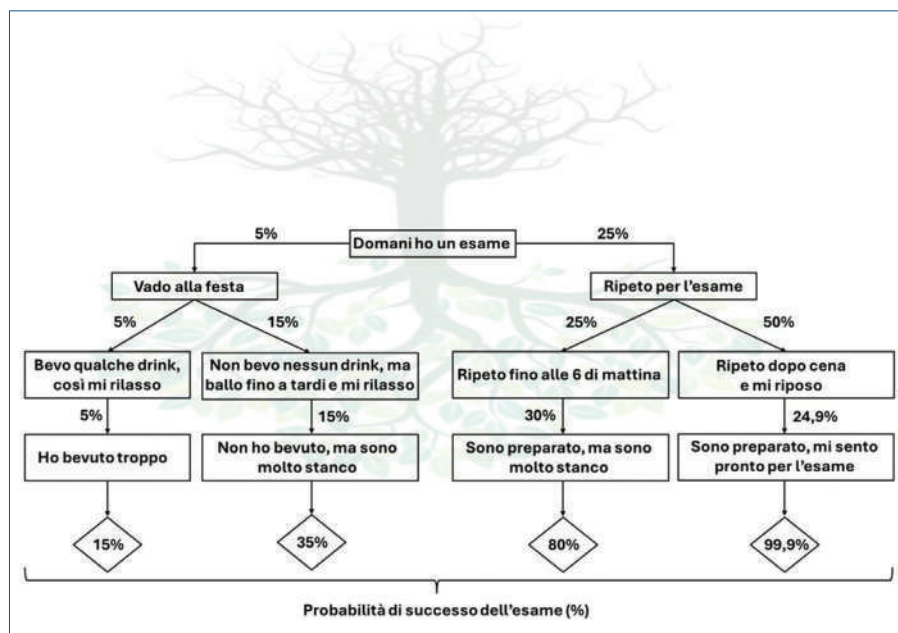 5%
Domani ho un esame
25%
Vado alla festa
Ripeto per l'esame
5%
15%
25%
50%
Bevo qualche drink,
così mi rilasso
Non bevo nessun drink, ma
ballo fino a tardi e mi rilasso
Ripeto fino alle 6 di mattina
Ripeto dopo cena
e mi riposo
5%
15%
30%
24,9%
Ho bevuto troppo
Non ho bevuto, ma sono
molto stanco
Sono preparato, ma sono
molto stanco
Sono preparato, mi sento
pronto per l'esame
15%
35%
80%
99,9%
Probabilità di successo dell'esame (%)